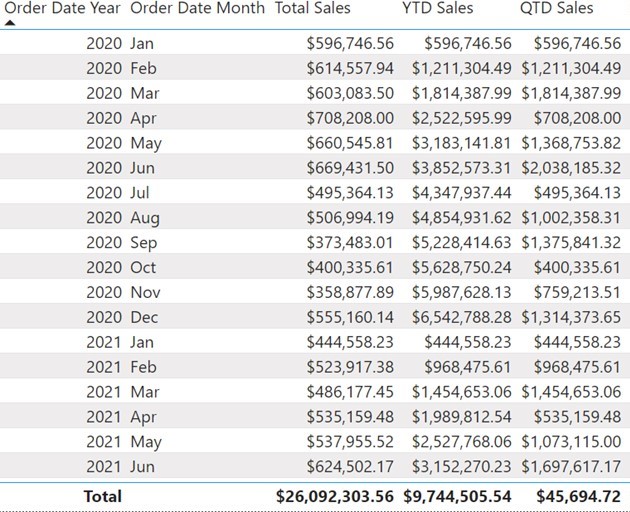 Order Date Year Order Date Month Total Sales YTD Sales QTD Sales
2020 Jan $596,746.56 $596,746.56 $596,746.56
2020 Feb $614,557.94 $1,211,304.49 $1,211,304.49
2020 Mar $603,083.50 $1,814,387.99 $1,814,387.99
2020 Apr $708,208.00 $2,522,595.99 $708,208.00
2020 May $660,545.81 $3,183,141.81 $1,368,753.82
2020 Jun $669,431.50 $3,852,573.31 $2,038,185.32
2020 Jul $495,364.13 $4,347,937.44 $495,364.13
2020 Aug $506,994.19 $4,854,931.62 $1,002,358.31
2020 Sep $373,483.01 $5,228,414.63 $1,375,841.32
2020 Oct $400,335.61 $5,628,750.24 $400,335.61
2020 Nov $358,877.89 $5,987,628.13 $759,213.51
2020 Dec $555,160.14 $6,542,788.28 $1,314,373.65
2021 Jan $444,558.23 $444,558.23 $444,558.23
2021 Feb $523,917.38 $968,475.61 $968,475.61
2021 Mar $486,177.45 $1,454,653.06 $1,454,653.06
2021 Apr $535,159.48 $1,989,812.54 $535,159.48
2021 May $537,955.52 $2,527,768.06 $1,073,115.00
2021 Jun $624,502.17 $3,152,270.23 $1,697,617.17
Total $26,092,303.56 $9,744,505.54 $45,694.72